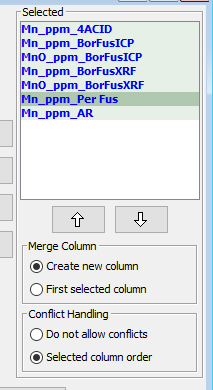 Selected
Mn_ppm_4ACID
Mn_ppm_BorFusICP
MnO_ppm_BorFusICP
Mn_ppm_BorFusXRF
MnO_ppm_BorFusXRF
Mn_ppm_Per Fus
Mn_ppm_AR
Merge Column
Create new column
First selected column
Conflict Handling
Do not allow conflicts
Selected column order